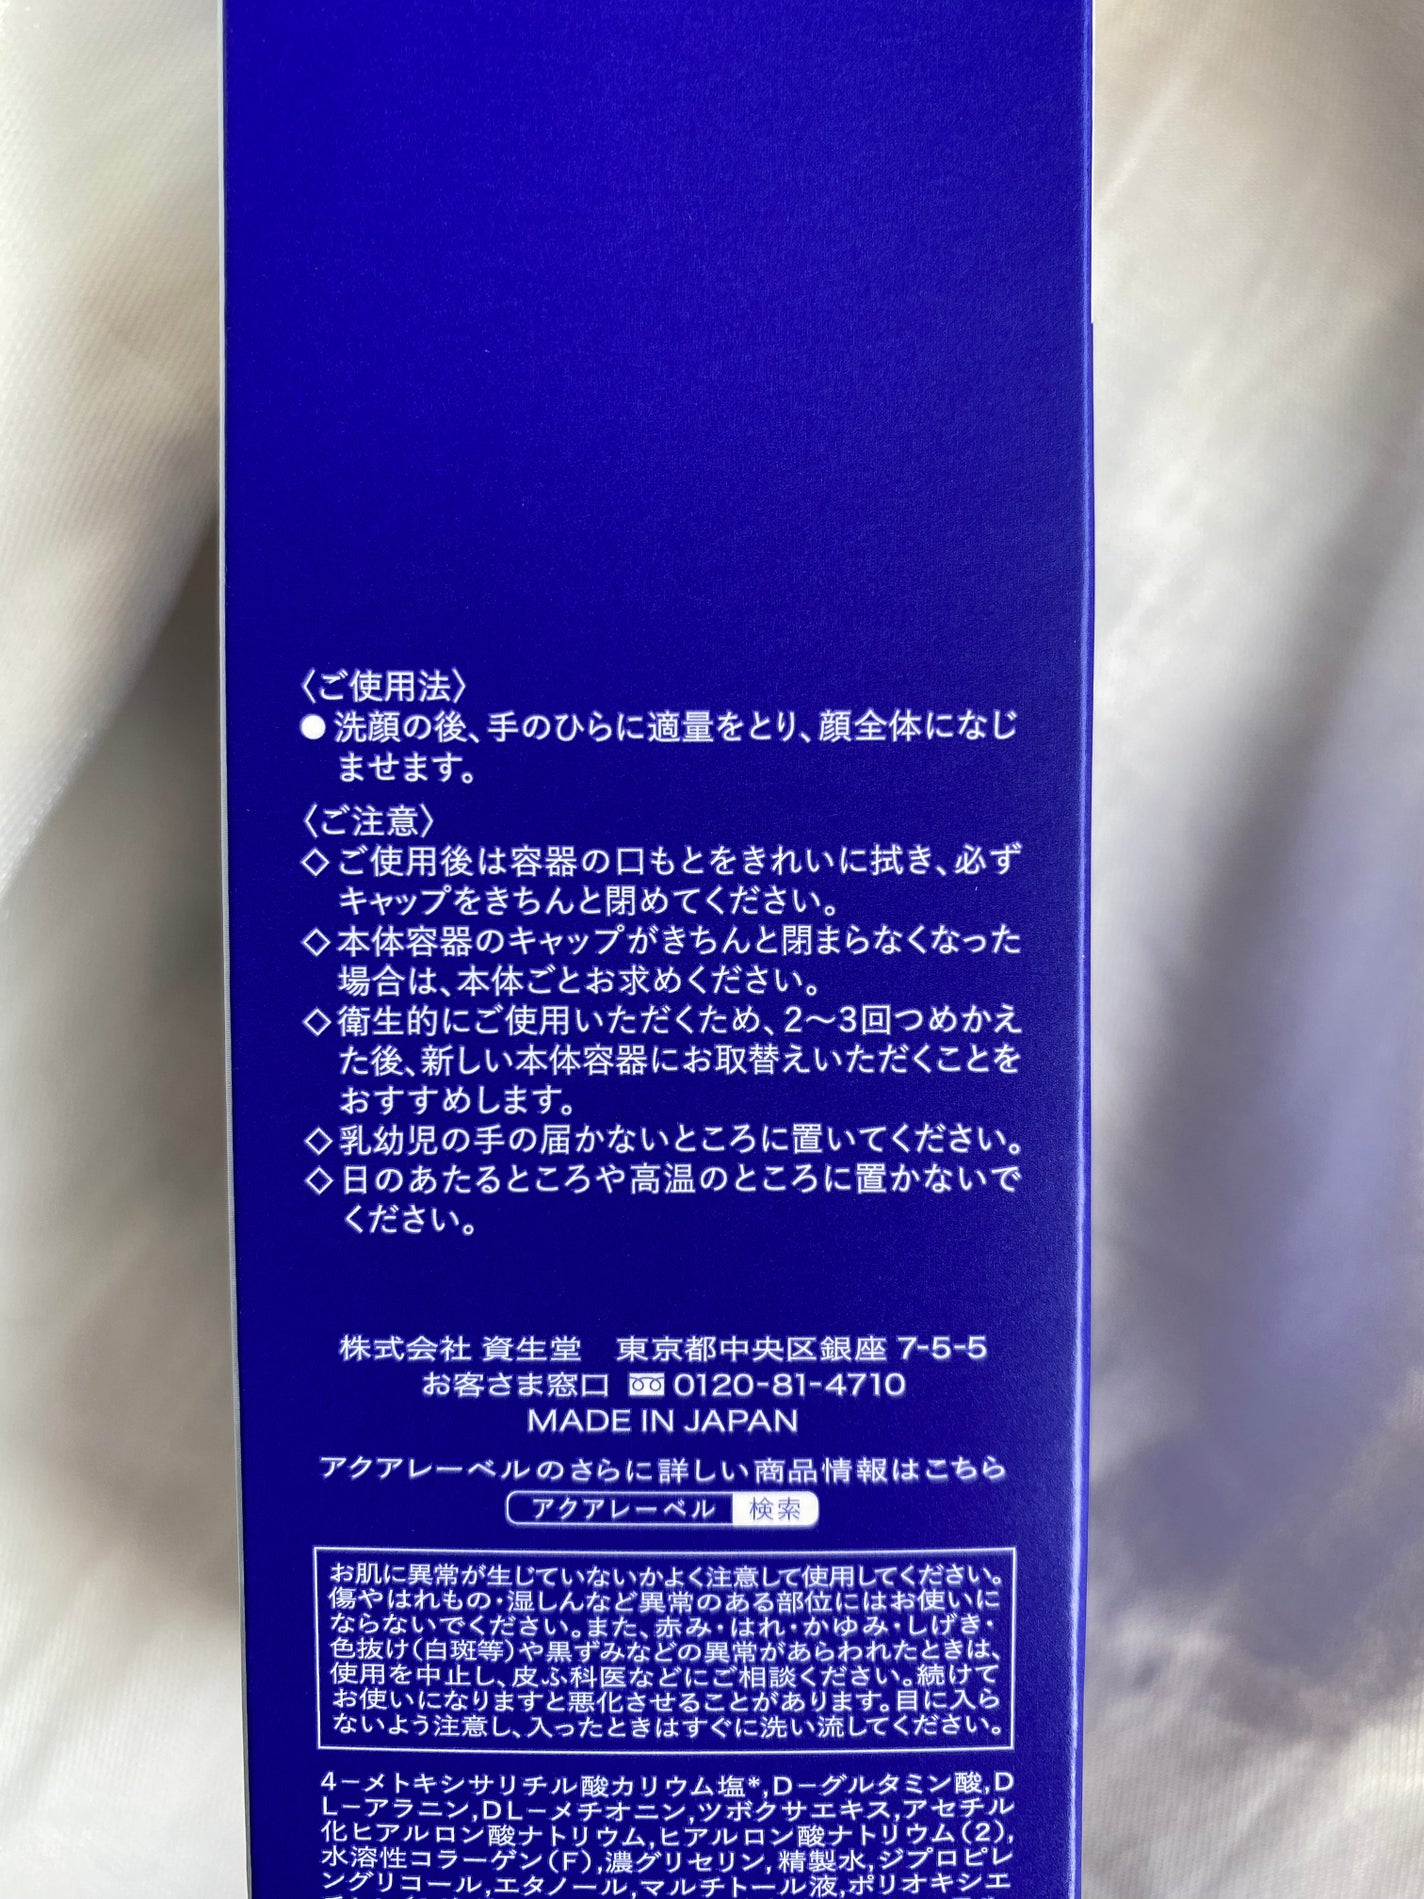 〈ご使用法〉
●洗顔の後、手のひらに適量をとり、顔全体になじ
ませます。
〈ご注意〉
◇ご使用後は容器の口もとをきれいに拭き、必ず
キャップをきちんと閉めてください。
◇本体容器のキャップがきちんと閉まらなくなった
場合は、本体ごとお求めください。
◇衛生的にご使用いただくため、2〜3回つめかえ
た後、新しい本体容器にお取替えいただくことを
おすすめします。
◇乳幼児の手の届かないところに置いてください。
◇日のあたるところや高温のところに置かないで
ください。
株式会社 資生堂 東京都中央区銀座 7-5-5
お客さま窓口 0120-81-4710
MADE IN JAPAN
アクアレーベルのさらに詳しい商品情報はこちら
アクアレーベル 検索
お肌に異常が生じていないかよく注意して使用してください。
傷やはれもの・湿しんなど異常のある部位にはお使いに
ならないでください。また、赤み・はれ・かゆみ・しげき・
色抜け(白斑等)や黒ずみなどの異常があらわれたときは、
使用を中止し、皮ふ科医などにご相談ください。続けて
お使いになりますと悪化させることがあります。目に入ら
ないよう注意し、入ったときはすぐに洗い流してください。
4−メトキシサリチル酸カリウム塩*,D−グルタミン酸,D
L−アラニン,DL−メチオニン,ツボクサエキス,アセチル
化ヒアルロン酸ナトリウム,ヒアルロン酸ナトリウム(2),
水溶性コラーゲン(F),濃グリセリン,精製水,ジプロピレ
ングリコール,エタノール,マルチトール液,ポリオキシエ